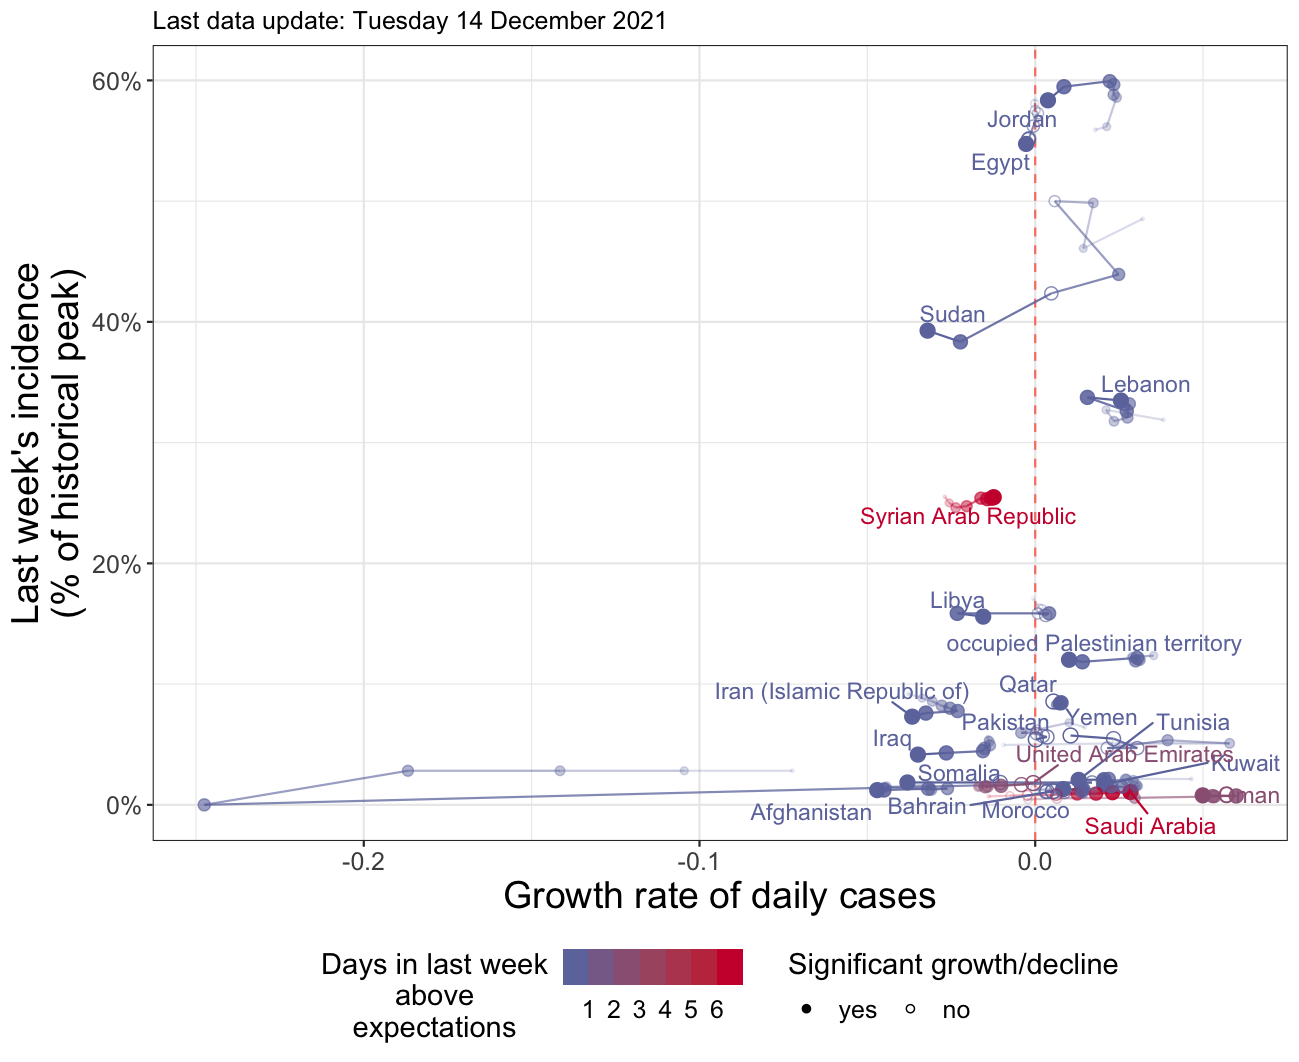 Last data update: Tuesday 14 December 2021
60%
40%
20%
0%
Last week's incidence
(% of historical peak)
Jordan
Egypt
Sudan
Lebanon
Syrian Arab Republic
Libya
occupied Palestinian territory
Qatar
Iran (Islamic Republic of)
Yemen
Pakistan
Tunisia
Iraq
United Arab Emirates
Kuwait
Somalia
Oman
Afghanistan
Bahrain
Morocco
Saudi Arabia
-0.2
-0.1
0.0
Growth rate of daily cases
Days in last week
above
expectations
1 2 3 4 5 6
Significant growth/decline
yes
no